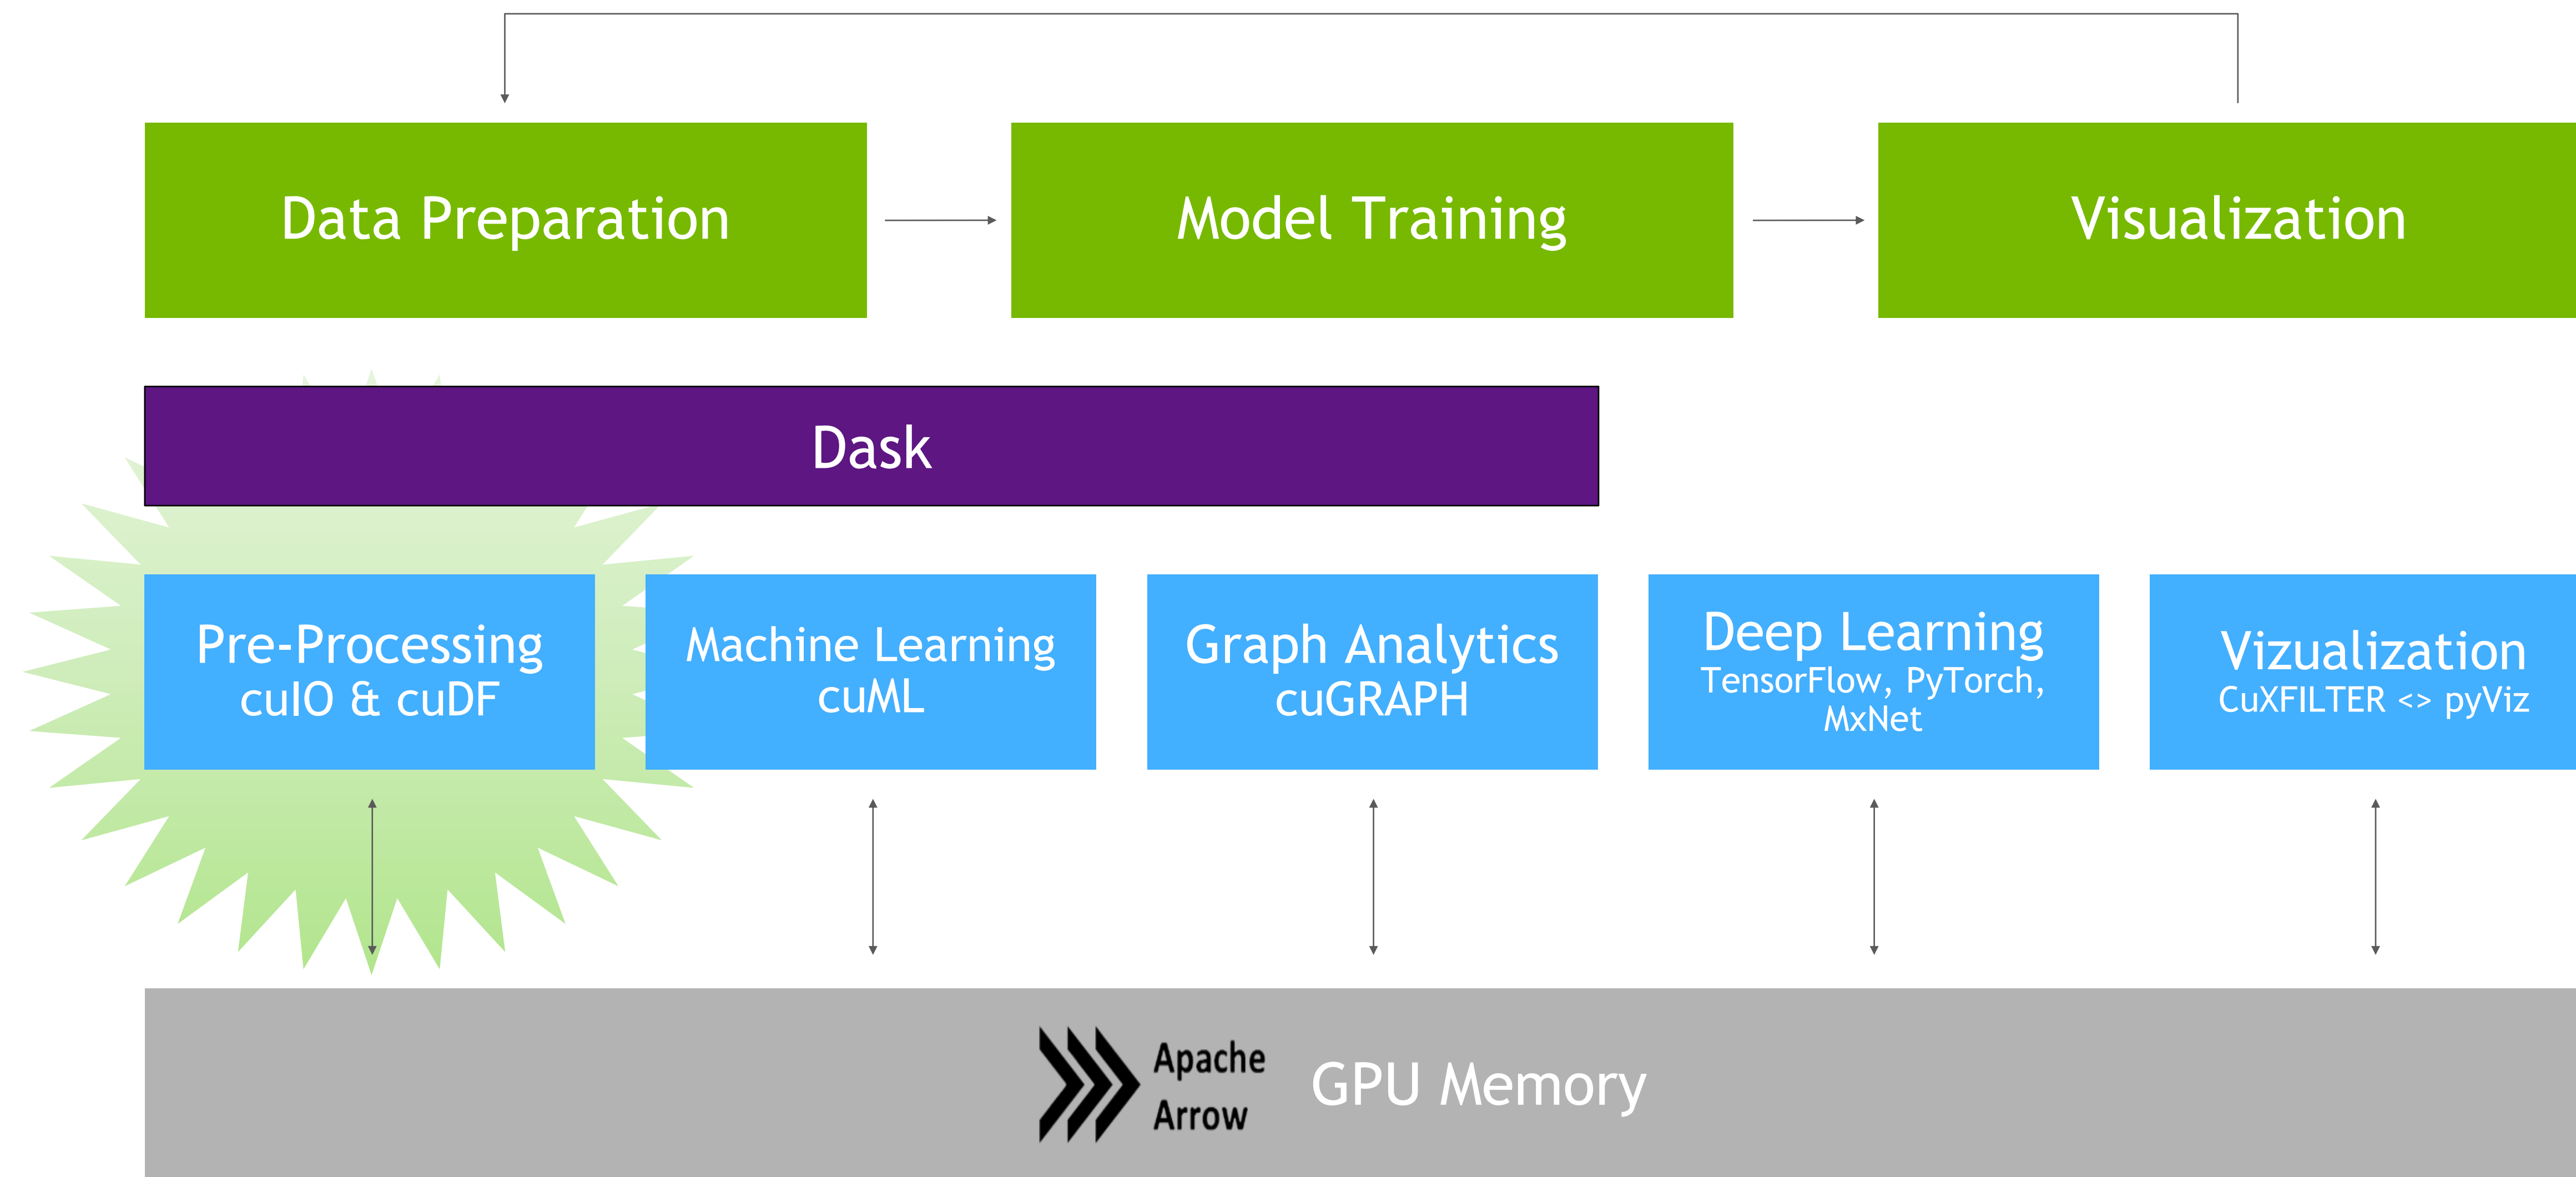 Data Preparation
Model Training
Visualization
Dask
Pre-Processing
cuIO & cuDF
Machine Learning
cuML
Graph Analytics
cuGRAPH
Deep Learning
TensorFlow, PyTorch,
MxNet
Vizualization
CuXFILTER <> pyViz
Apache
Arrow
GPU Memory